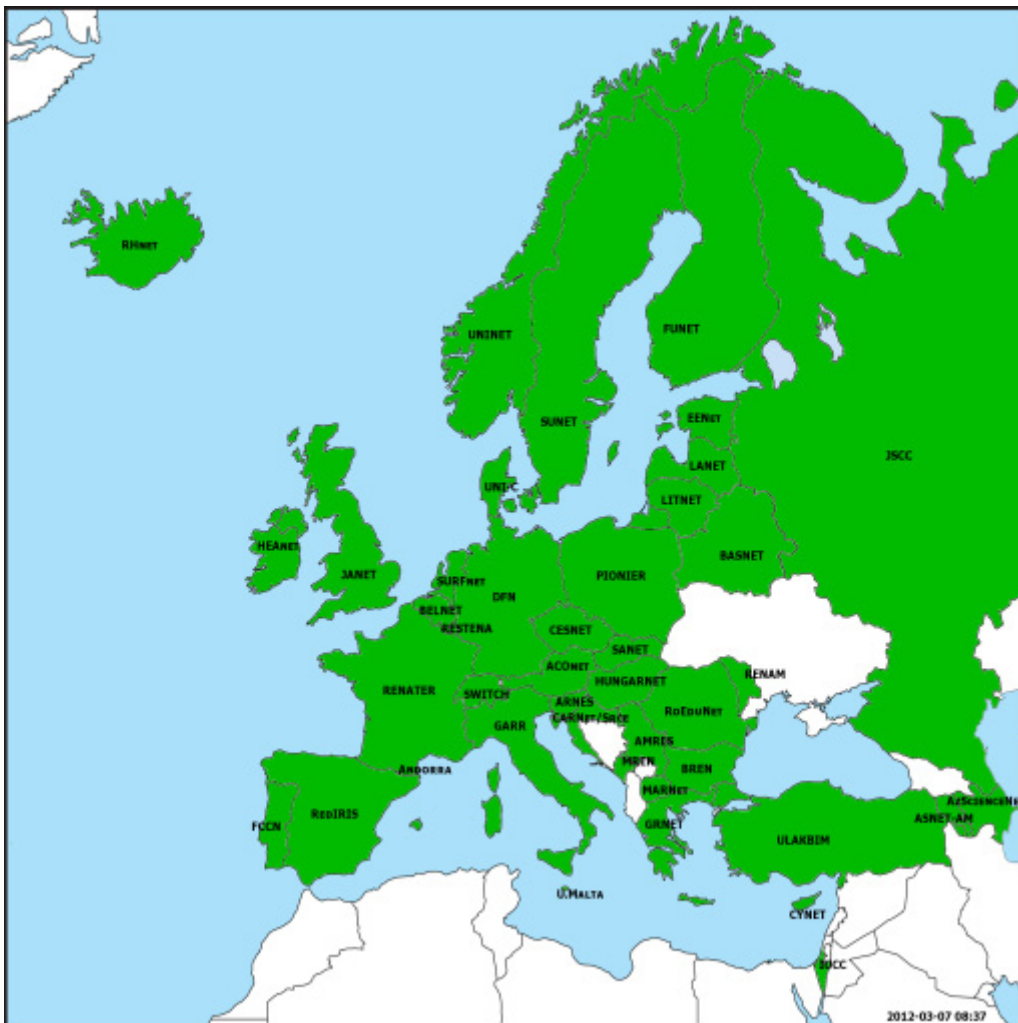 RHNET
UNINET
FUNET
SUNET
EENET
JSCC
LANET
UNI-C
LITNET
HEANET
BASNET
JANET
SURFNET
PIONIER
DFN
BELNET
RESTENA
CESNET
SANET
ACONET
RENAM
HUNGARNET
RENATER
SWITCH
ARNES
ROEDUNET
CARNET/SRCE
GARR
AMRES
MREN
BREN
ANDORRA
MARNET
AZSCIENCENE
REDIRIS
ASNET-AM
FCCN
GRNET
ULAKBIM
U.MALTA
CYNET
IUCC
2012-03-07 08:37